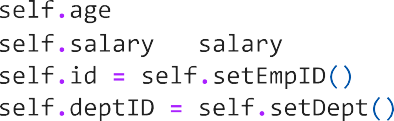 self.age
self.salary   salary
self.id = self.setEmpID()
self.deptID = self.setDept()